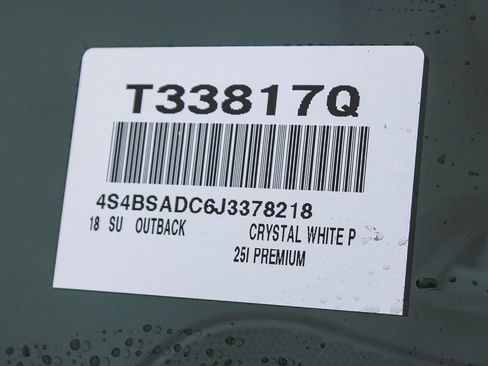 T33817Q
4S4BSADC6J3378218
18 SU OUTBACK CRYSTAL WHITE P
25I PREMIUM